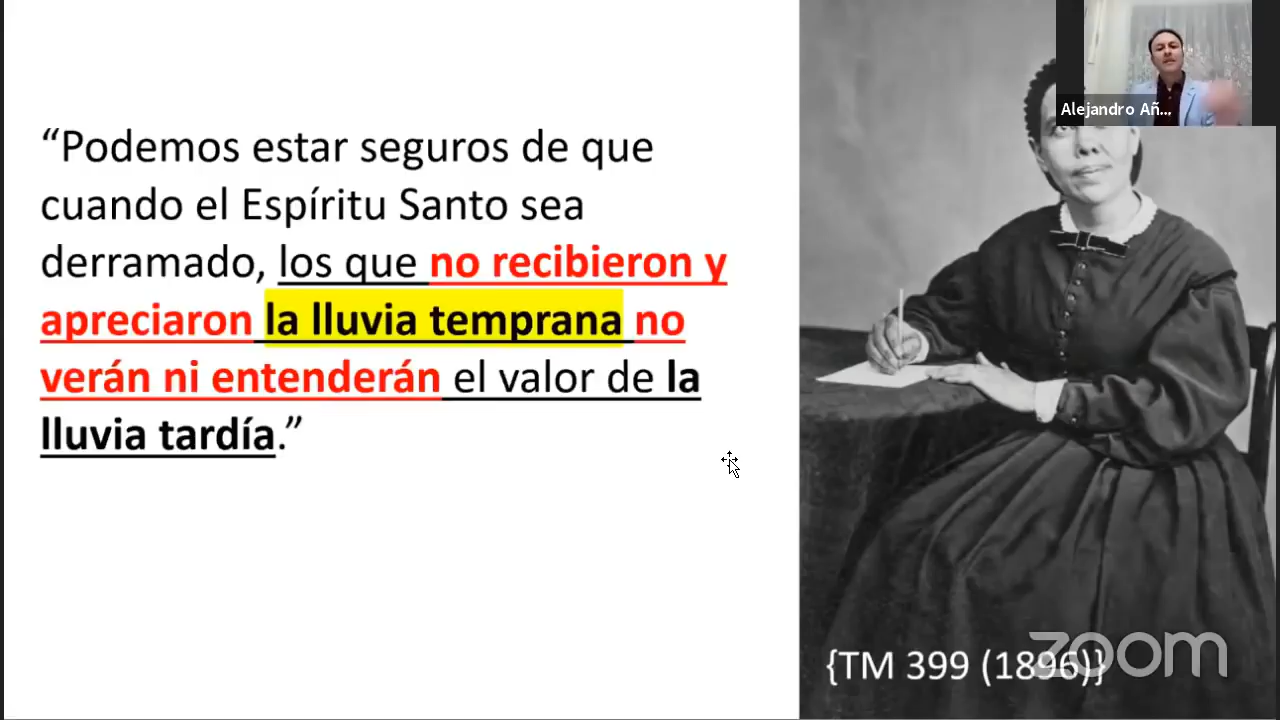 “Podemos estar seguros de que
cuando el Espíritu Santo sea
derramado, los que no recibieron y
apreciaron la lluvia temprana no
verán ni entenderán el valor de la
lluvia tardía.”
Alejandro Añ...
{TM 399 (1896)}
zoom